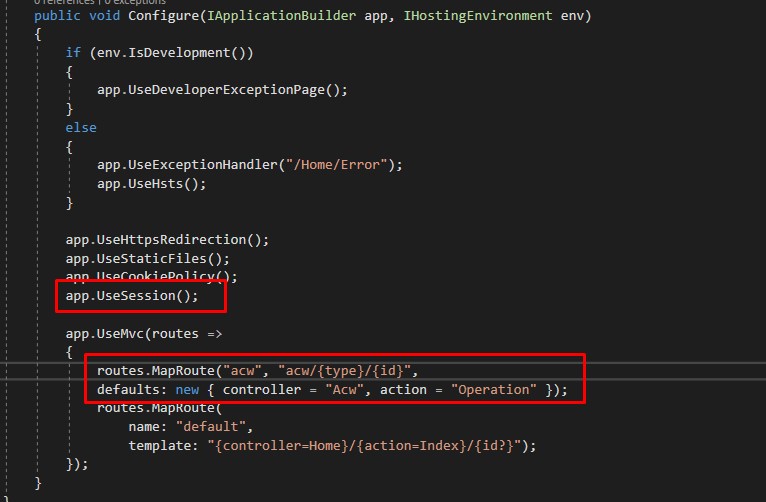 0 references | 0 exceptions
public void Configure(IApplicationBuilder app, IHostingEnvironment env)
{
if (env.IsDevelopment())
{
app.UseDeveloperExceptionPage();
}
else
{
app.UseExceptionHandler("/Home/Error");
app.UseHsts();
}
app.UseHttpsRedirection();
app.UseStaticFiles();
app.UseCookiePolicy();
app.UseSession();
app.UseMvc(routes =>
{
routes.MapRoute("acw", "acw/{type}/{id}",
defaults: new { controller = "Acw", action = "Operation" });
routes.MapRoute(
name: "default",
template: "{controller=Home}/{action=Index}/{id?}");
});
}
}